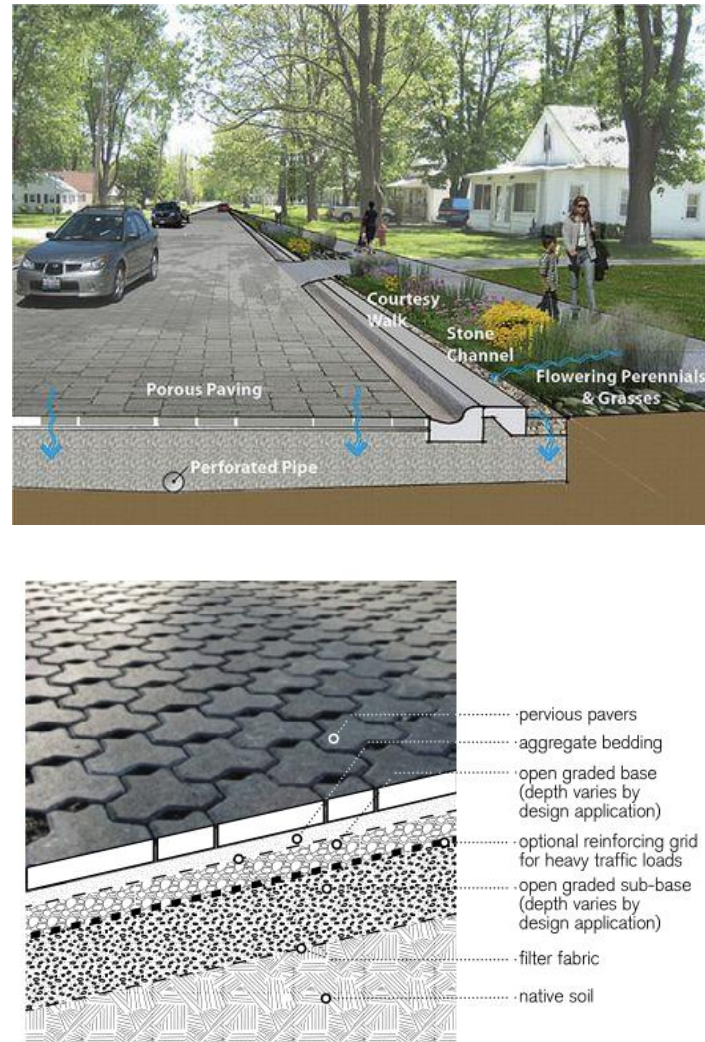 Courtesy
Walk
Stone
Channel
Flowering Perennials
& Grasses
Porous Paving
Perforated Pipe
pervious pavers
aggregate bedding
open graded base
(depth varies by
design application)
optional reinforcing grid
for heavy traffic loads
open graded sub-base
(depth varies by
design application)
filter fabric
native soil